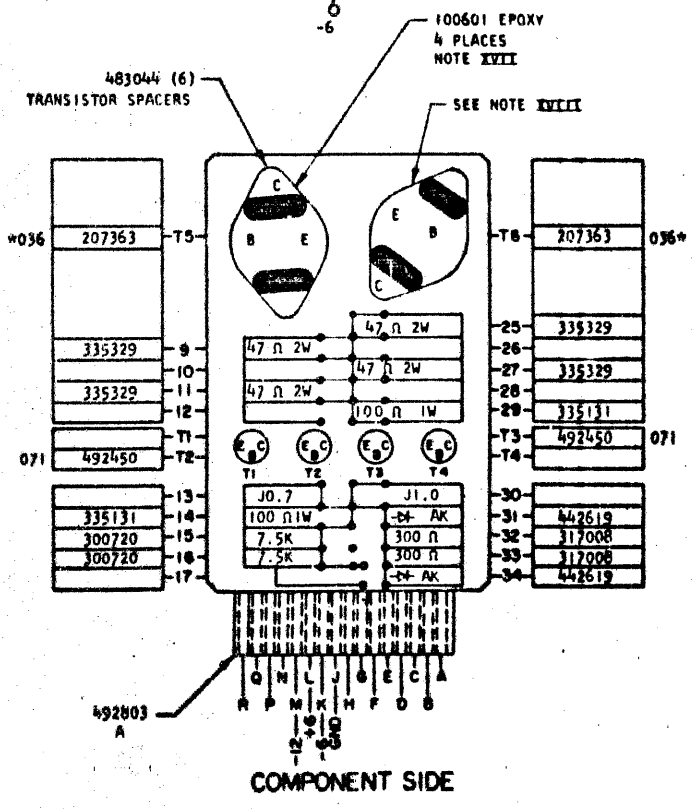 -6
100601 EPOXY
4 PLACES
NOTE XVII
483044 (6)
TRANSISTOR SPACERS
SEE NOTE XVIII
C
B E
E
B
C
*036 207363 T5
T6 207363 036*
47 Ω 2W 25 335329
335329 9 47 Ω 2W 26
10 47 Ω 2W 27 335329
335329 11 47 Ω 2W 28
12 100 Ω 1W 29 335131
T1 E B C E B C E B C E B C T3 492450 071
071 492450 T2 T4
T1 T2 T3 T4
13 J0.7 J1.0 30
335131 14 100 Ω1W AK 31 442619
300720 15 7.5K 300 Ω 32 317008
300720 16 7.5K 300 Ω 33 317008
17 AK 34 442619
R Q P N M L K J H G F E D C B A
-12 +6 -6 GND
492803
A
COMPONENT SIDE